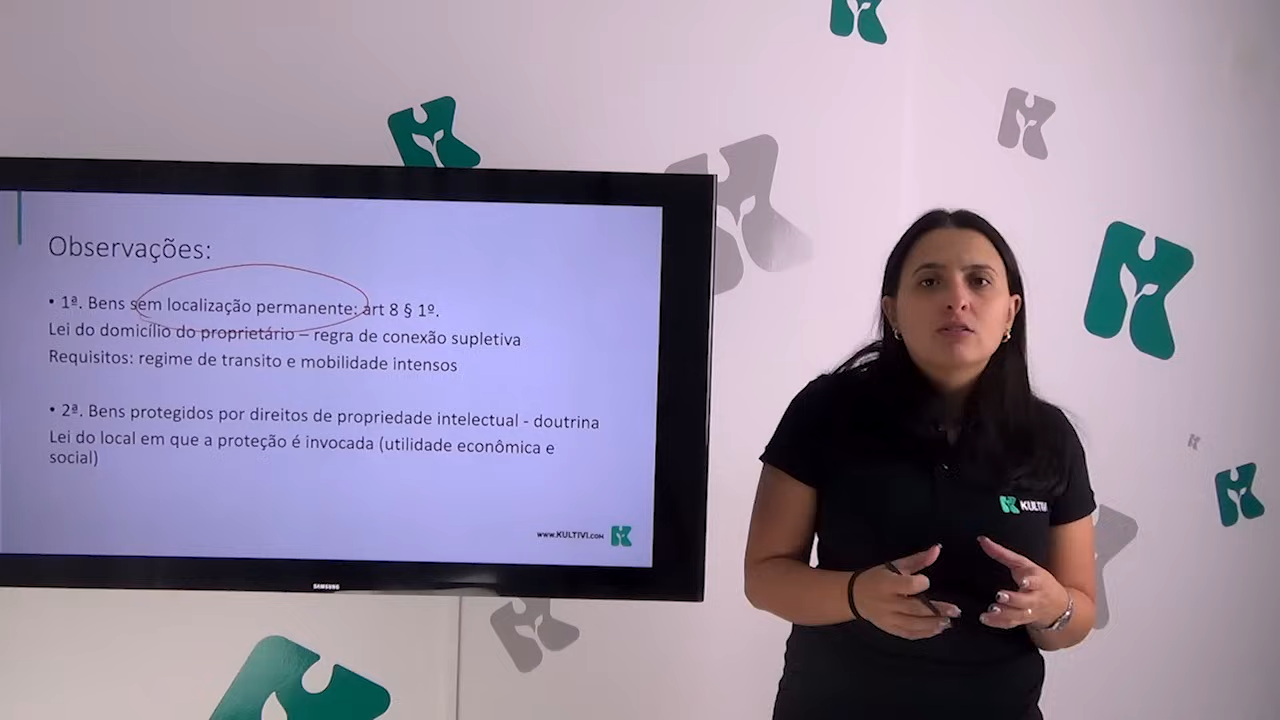 Observações:
• 1ª. Bens sem localização permanente: art 8 § 1º.
Lei do domicílio do proprietário – regra de conexão supletiva
Requisitos: regime de transito e mobilidade intensos
• 2ª. Bens protegidos por direitos de propriedade intelectual - doutrina
Lei do local em que a proteção é invocada (utilidade econômica e
social)
www.KULTIVI.com
SAMSUNG
KULTIVI